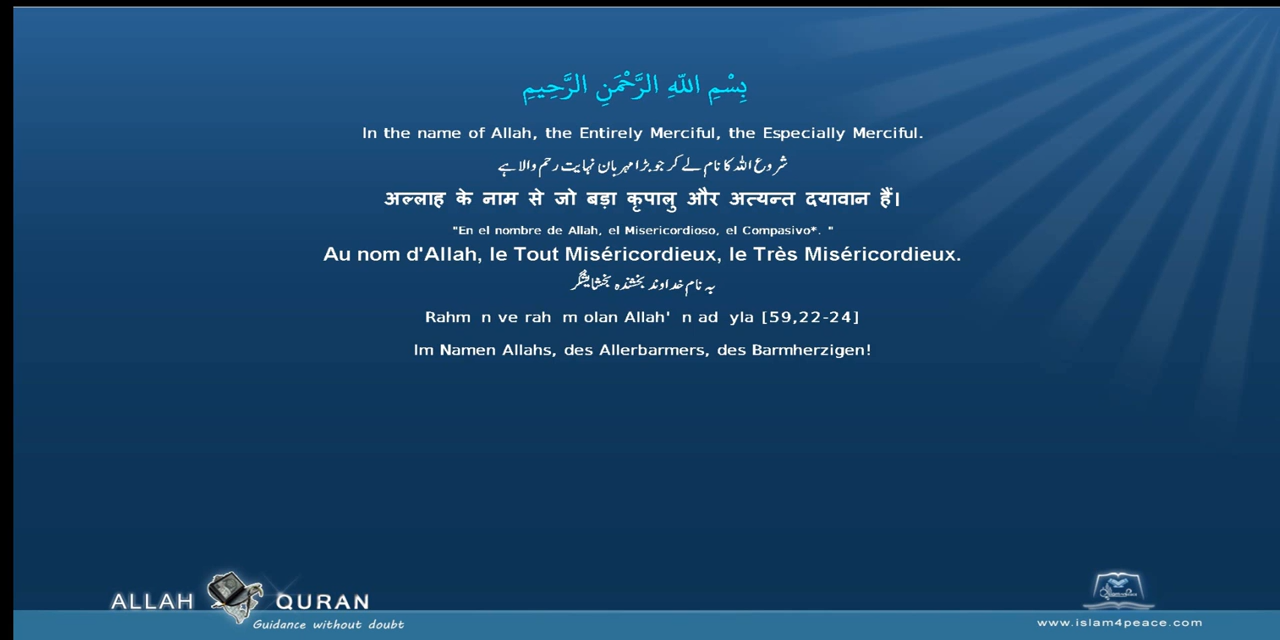 بِسْمِ اللَّهِ الرَّحْمَنِ الرَّحِيمِ
In the name of Allah, the Entirely Merciful, the Especially Merciful.
شروع الله کا نام لے کر جو بڑا مہربان نہایت رحم والا ہے
अल्लाह के नाम से जो बड़ा कृपालु और अत्यन्त दयावान हैं।
"En el nombre de Allah, el Misericordioso, el Compasivo*. "
Au nom d'Allah, le Tout Miséricordieux, le Très Miséricordieux.
به نام خداوند بخشنده بخشایشگر
Rahm n ve rah m olan Allah' n ad yla [59,22-24]
Im Namen Allahs, des Allerbarmers, des Barmherzigen!
ALLAH QURAN
Guidance without doubt
www.islam4peace.com